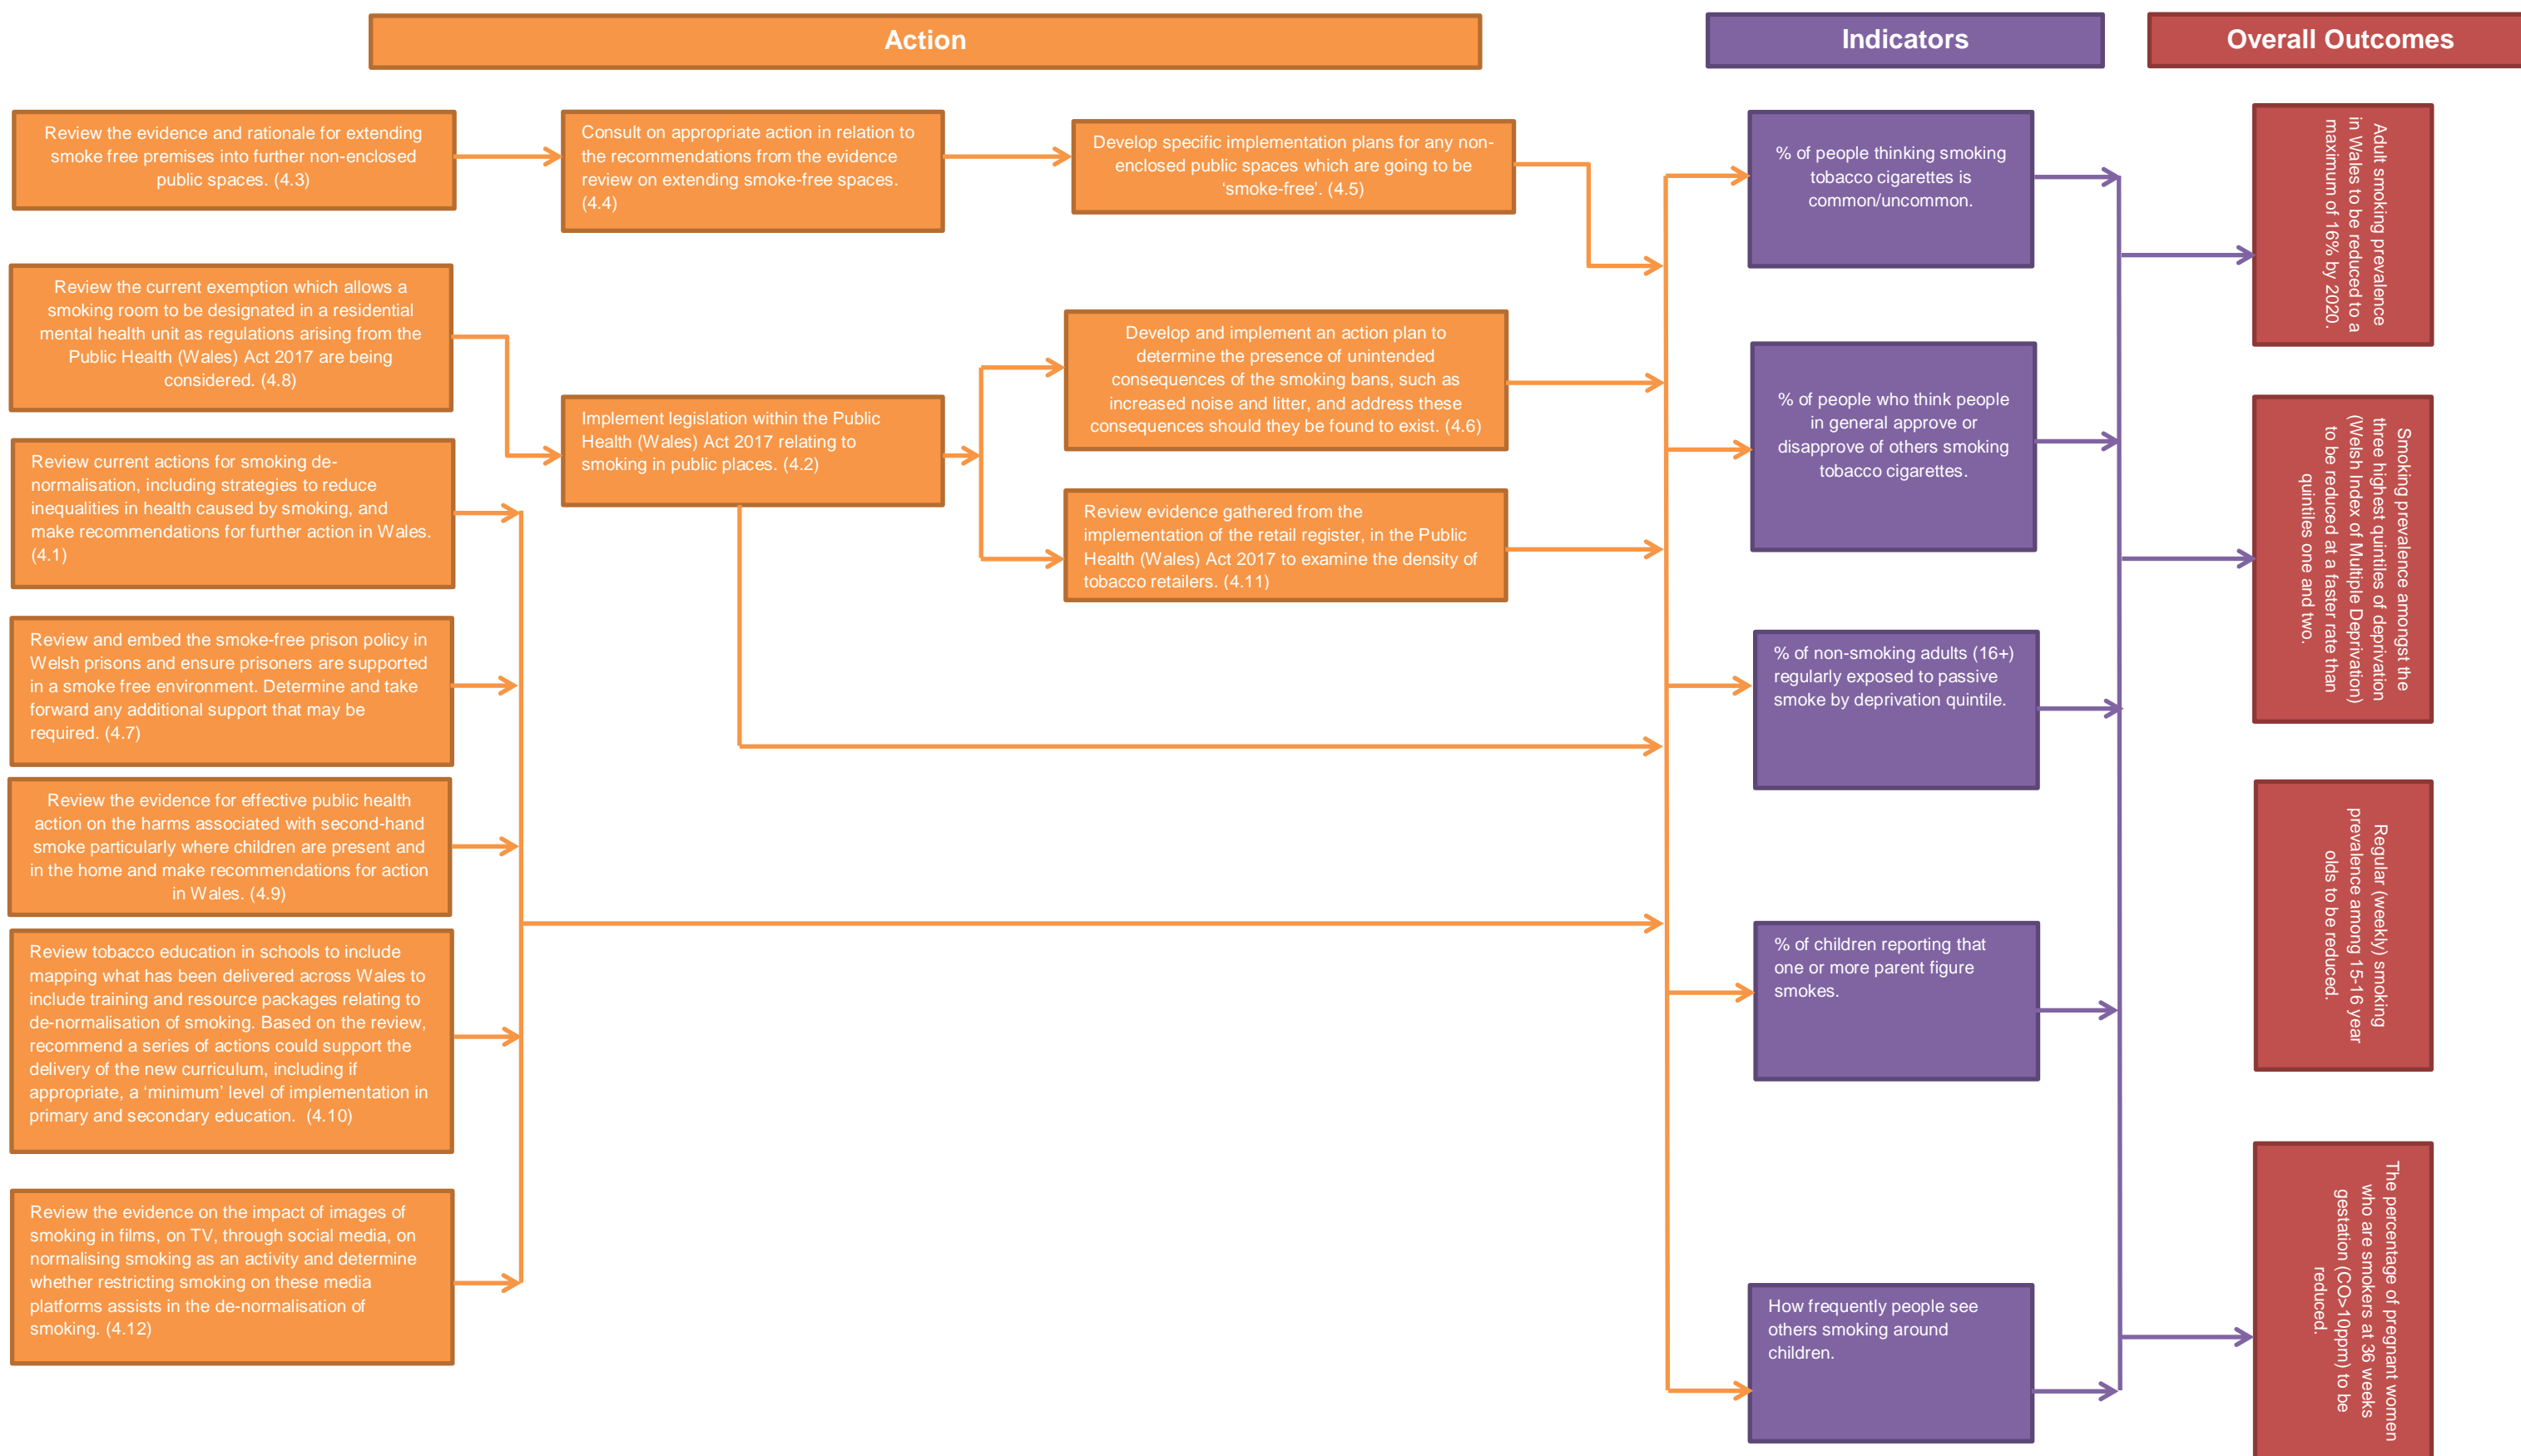 Action
Indicators
Overall Outcomes
Review the evidence and rationale for extending
smoke free premises into further non-enclosed
public spaces. (4.3)
Consult on appropriate action in relation to
the recommendations from the evidence
review on extending smoke-free spaces.
(4.4)
Develop specific implementation plans for any non-
enclosed public spaces which are going to be
‘smoke-free’. (4.5)
Review the current exemption which allows a
smoking room to be designated in a residential
mental health unit as regulations arising from the
Public Health (Wales) Act 2017 are being
considered. (4.8)
Implement legislation within the Public
Health (Wales) Act 2017 relating to
smoking in public places. (4.2)
Develop and implement an action plan to
determine the presence of unintended
consequences of the smoking bans, such as
increased noise and litter, and address these
consequences should they be found to exist. (4.6)
Review evidence gathered from the
implementation of the retail register, in the Public
Health (Wales) Act 2017 to examine the density of
tobacco retailers. (4.11)
Review current actions for smoking de-
normalisation, including strategies to reduce
inequalities in health caused by smoking, and
make recommendations for further action in Wales.
(4.1)
Review and embed the smoke-free prison policy in
Welsh prisons and ensure prisoners are supported
in a smoke free environment. Determine and take
forward any additional support that may be
required. (4.7)
Review the evidence for effective public health
action on the harms associated with second-hand
smoke particularly where children are present and
in the home and make recommendations for action
in Wales. (4.9)
Review tobacco education in schools to include
mapping what has been delivered across Wales to
include training and resource packages relating to
de-normalisation of smoking. Based on the review,
recommend a series of actions could support the
delivery of the new curriculum, including if
appropriate, a ‘minimum’ level of implementation in
primary and secondary education. (4.10)
Review the evidence on the impact of images of
smoking in films, on TV, through social media, on
normalising smoking as an activity and determine
whether restricting smoking on these media
platforms assists in the de-normalisation of
smoking. (4.12)
% of people thinking smoking
tobacco cigarettes is
common/uncommon.
% of people who think people
in general approve or
disapprove of others smoking
tobacco cigarettes.
% of non-smoking adults (16+)
regularly exposed to passive
smoke by deprivation quintile.
% of children reporting that
one or more parent figure
smokes.
How frequently people see
others smoking around
children.
Adult smoking prevalence
in Wales to be reduced to a
maximum of 16% by 2020.
Smoking prevalence amongst the
three highest quintiles of deprivation
(Welsh Index of Multiple Deprivation)
to be reduced at a faster rate than
quintiles one and two.
Regular (weekly) smoking
prevalence among 15-16 year
olds to be reduced.
The percentage of pregnant women
who are smokers at 36 weeks
gestation (CO>10ppm) to be
reduced.